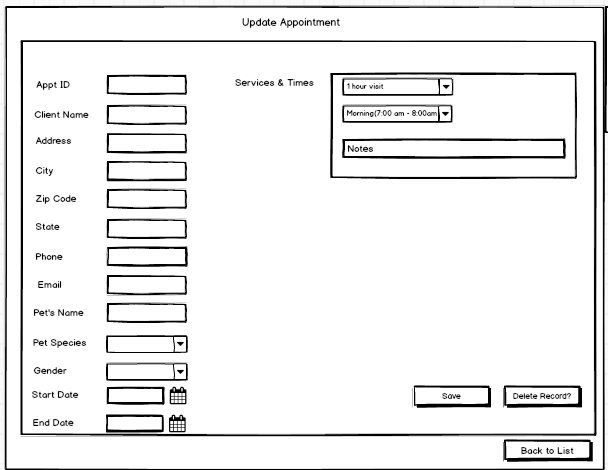 Update Appointment
Appt ID
Services & Times
1 hour visit
Client Name
Morning(7:00 am - 8:00am
Address
Notes
City
Zip Code
State
Phone
Email
Pet's Name
Pet Species
Gender
Start Date
Save
Delete Record?
End Date
Back to List